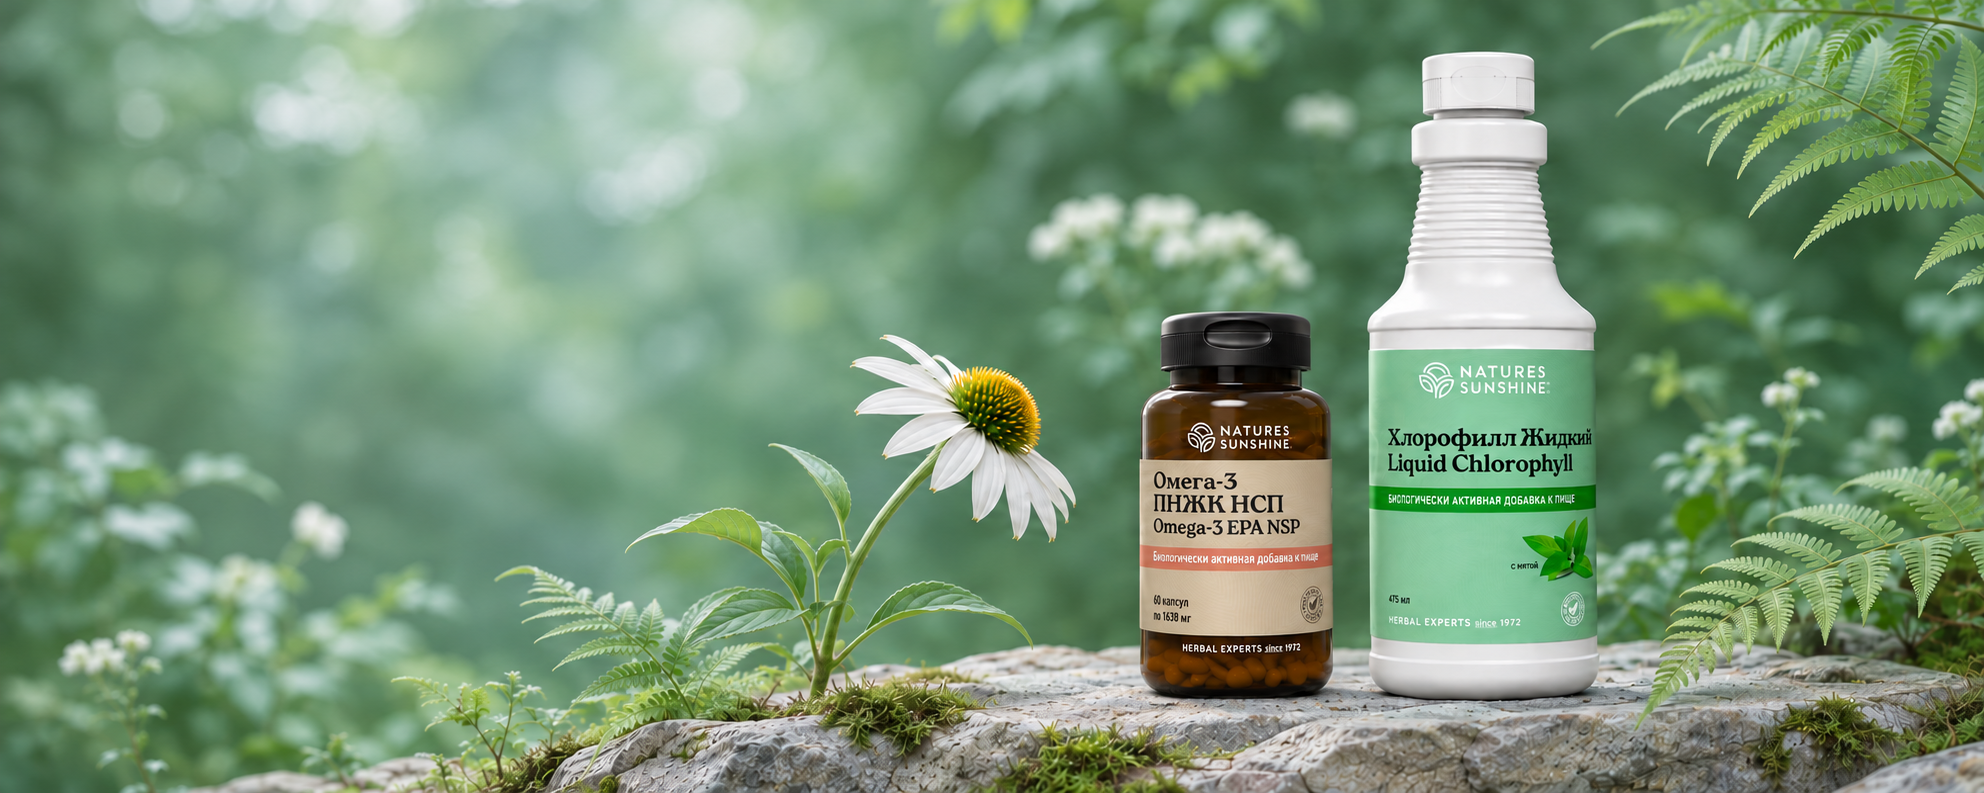 NATURES
SUNSHINE
Омега-3
ПНЖК НСП
Omega-3 EPA NSP
Биологически активная добавка к пище
60 капсул
по 1638 мг
HERBAL EXPERTS since 1972
NATURES
SUNSHINE
Хлорофилл Жидкий
Liquid Chlorophyll
БИОЛОГИЧЕСКИ АКТИВНАЯ ДОБАВКА К ПИЩЕ
С МЯТОЙ
475 мл
HERBAL EXPERTS since 1972